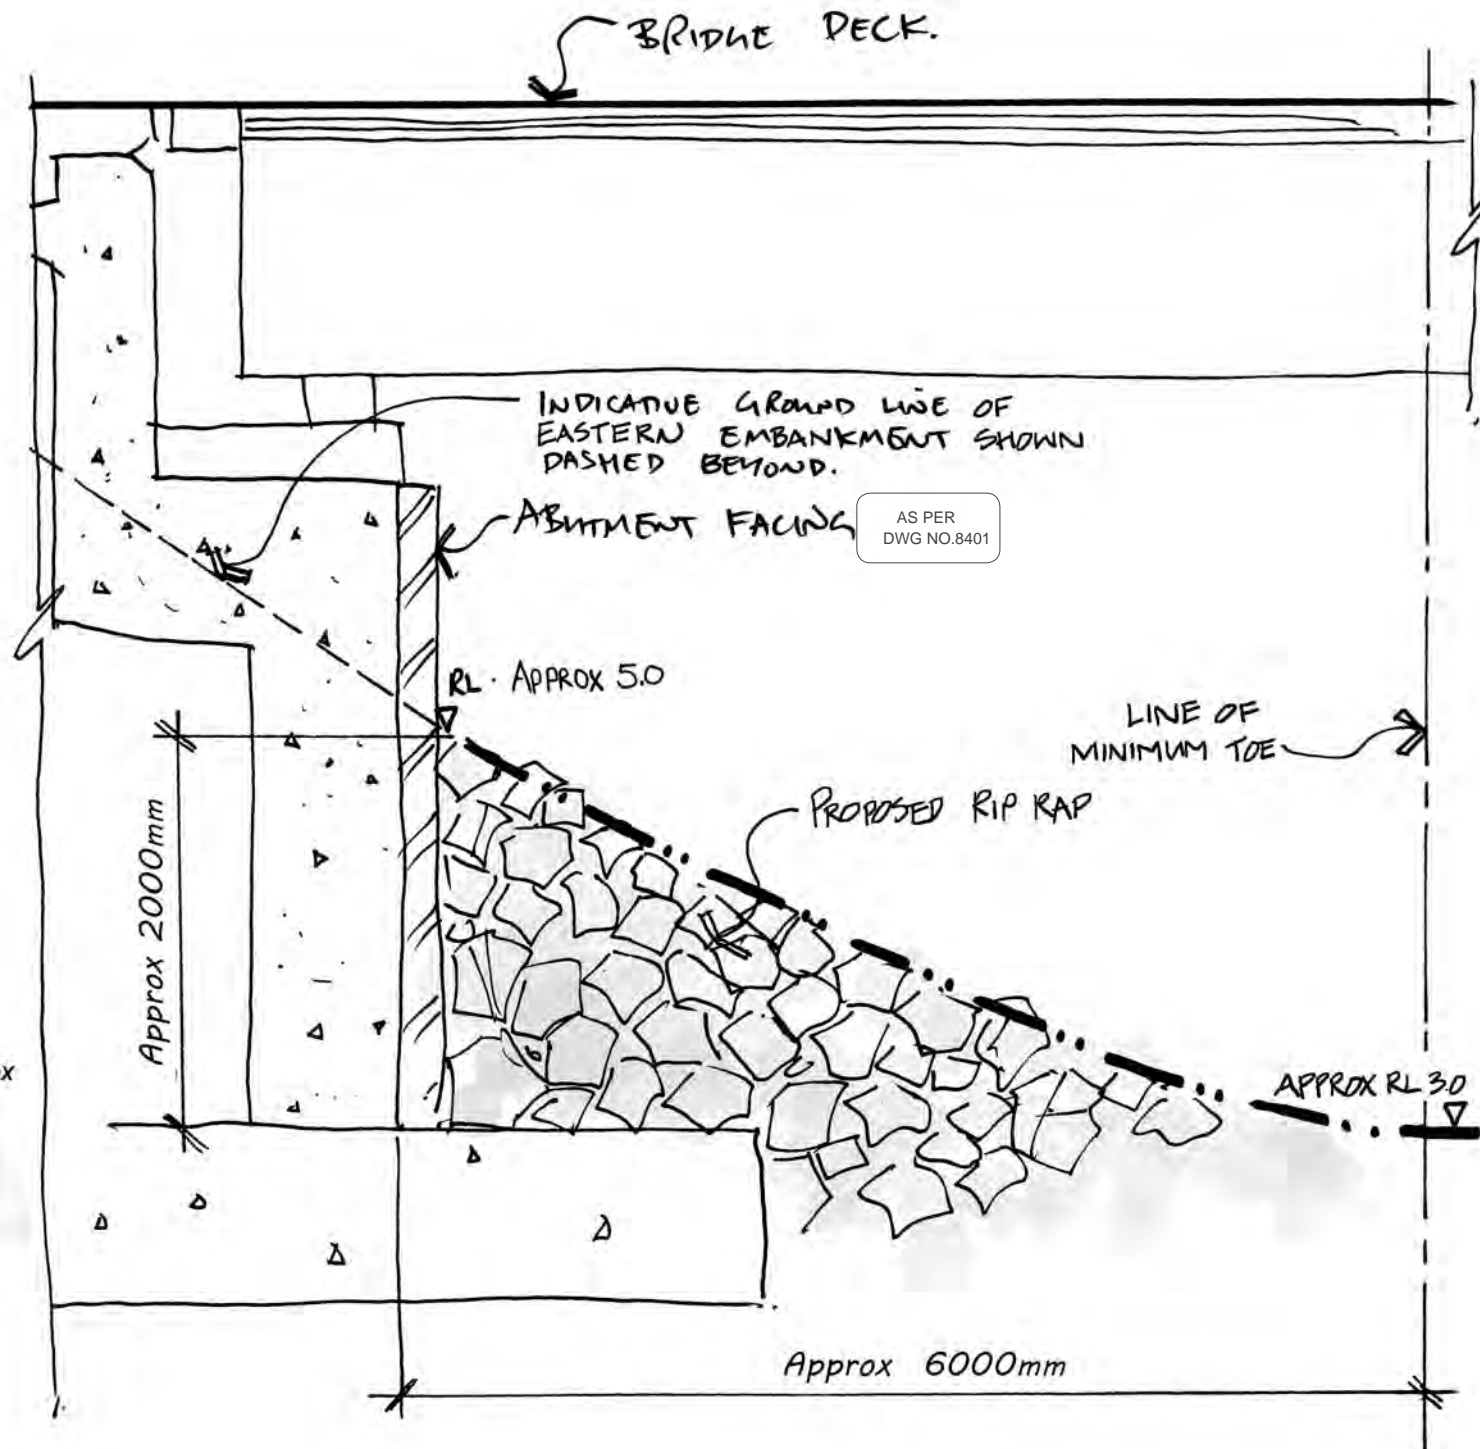 BRIDGE DECK.
INDICATIVE GROUND LINE OF
EASTERN EMBANKMENT SHOWN
DASHED BEYOND.
ABUTMENT FACING
AS PER
DWG NO.8401
RL. APPROX 5.0
LINE OF
MINIMUM TOE
PROPOSED RIP RAP
Approx 2000mm
APPROX RL 3.0
Approx 6000mm